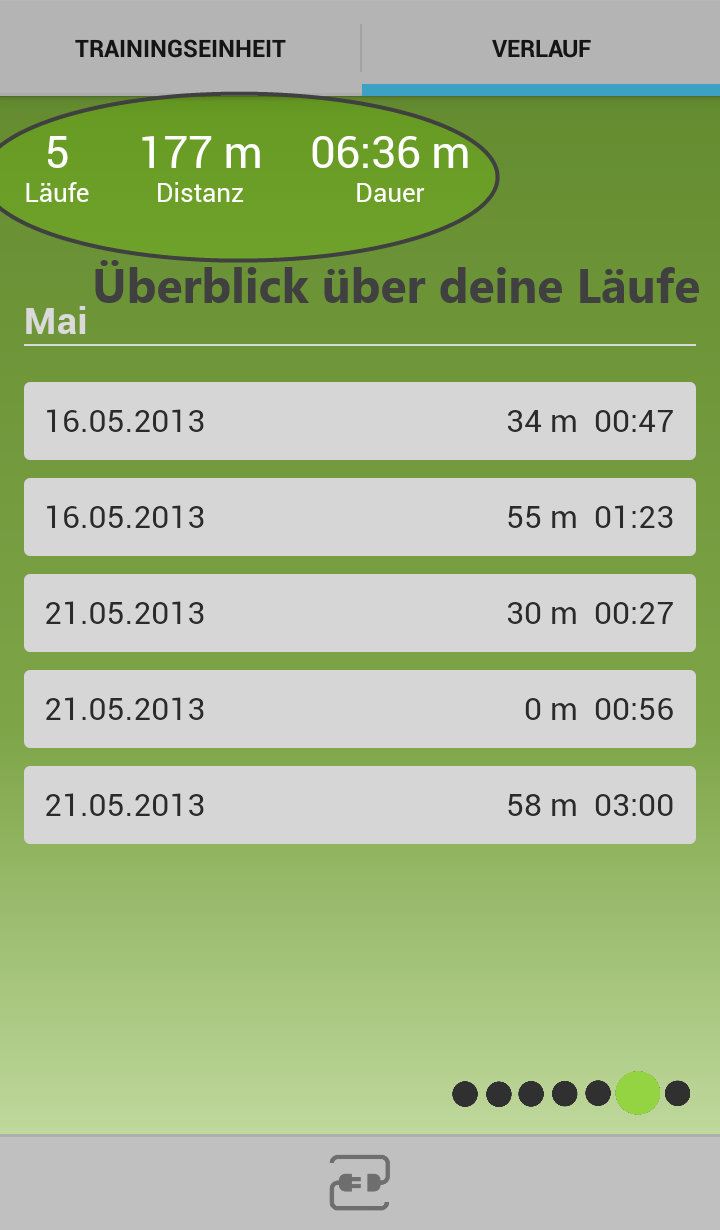 TRAININGSEINHEIT VERLAUF
5 177 m 06:36 m
Läufe Distanz Dauer
Überblick über deine Läufe
Mai
16.05.2013 34 m 00:47
16.05.2013 55 m 01:23
21.05.2013 30 m 00:27
21.05.2013 0 m 00:56
21.05.2013 58 m 03:00